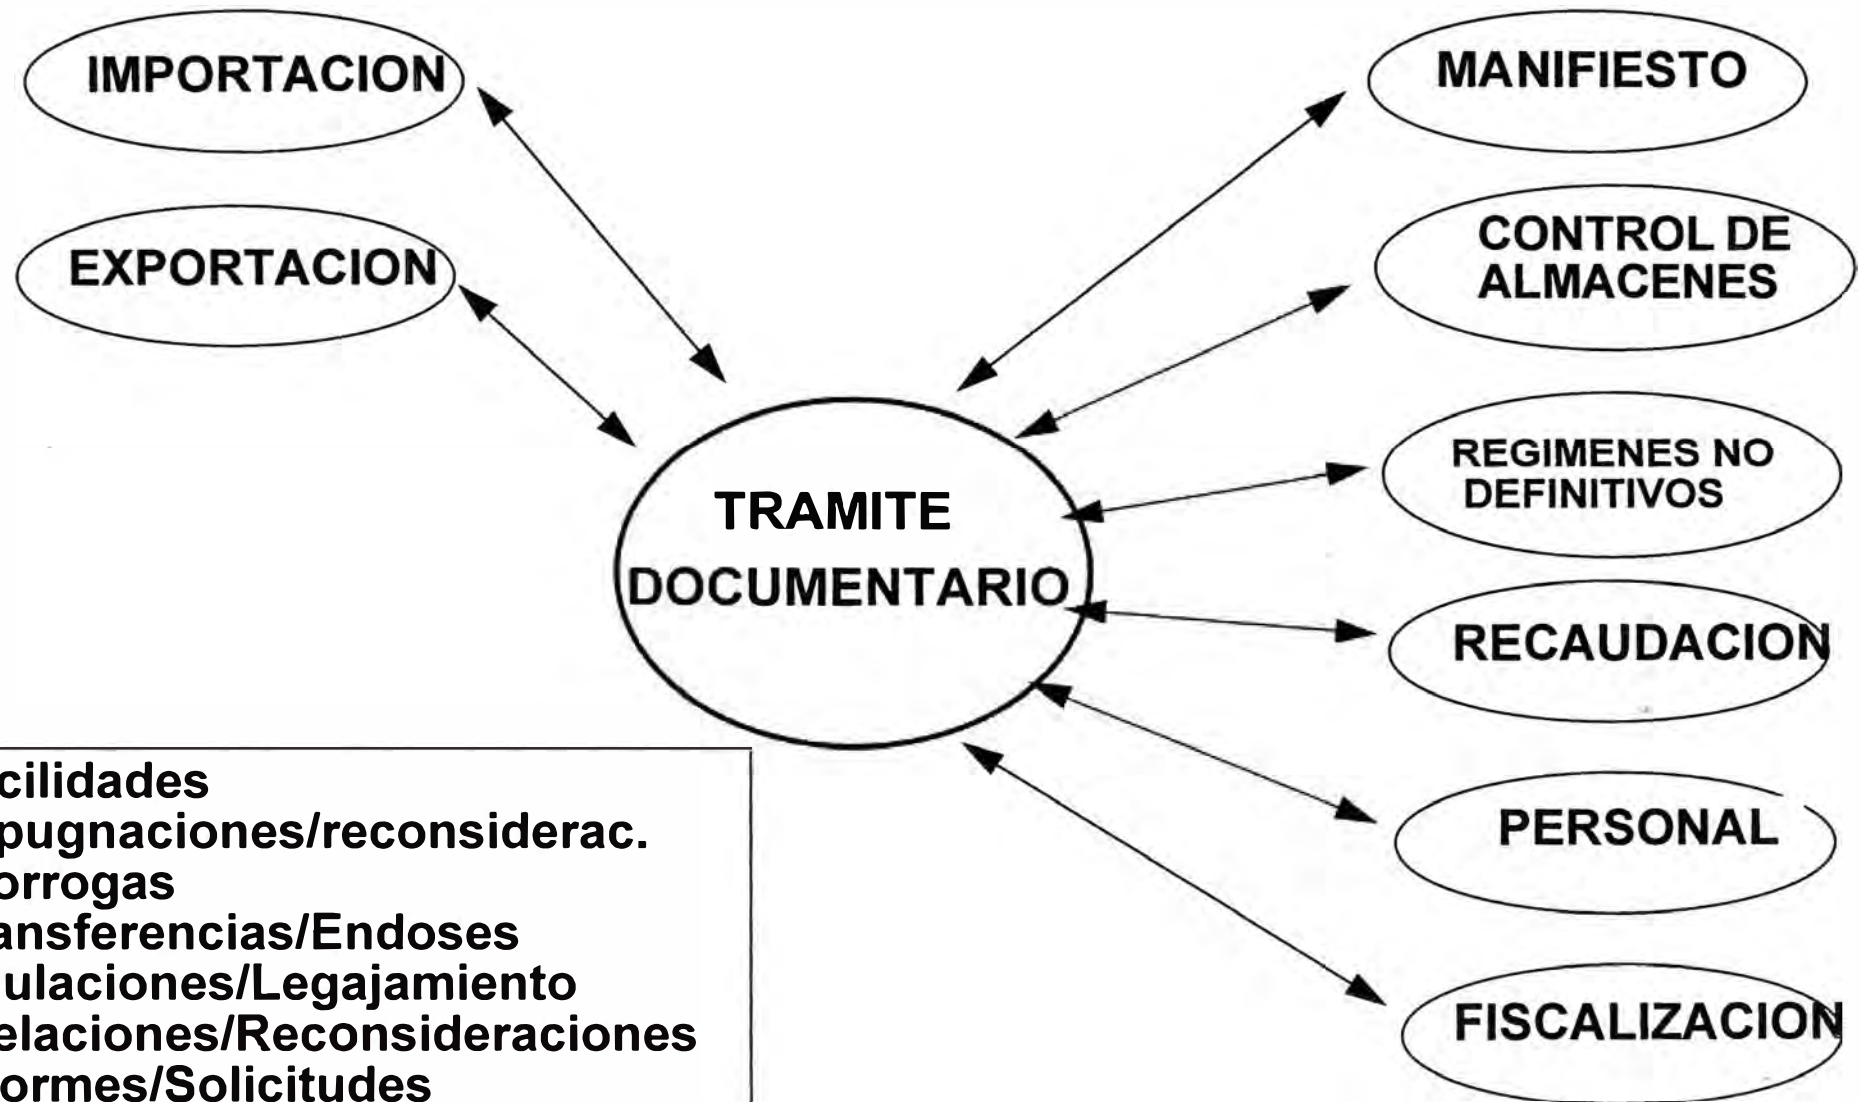 IMPORTACION
EXPORTACION
MANIFIESTO
CONTROL DE
ALMACENES
REGIMENES NO
DEFINITIVOS
TRAMITE
DOCUMENTARIO
RECAUDACION
PERSONAL
FISCALIZACION
cilidades
pugnaciones/reconsiderac.
orrogas
ansferencias/Endoses
ulaciones/Legajamiento
elaciones/Reconsideraciones
ormes/Solicitudes